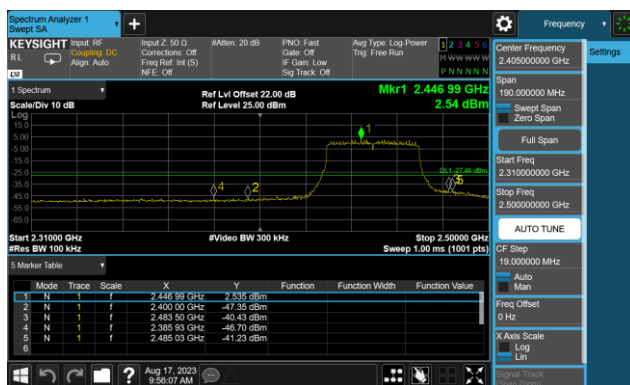 Spectrum Analyzer 1
Swept SA
Frequency
KEYSIGHT
Input: RF
Coupling: DC
Align: Auto
Input Z: 50 Ω
Corrections: Off
Freq Ref: Int (S)
NFE: Off
#Atten: 20 dB
PNO: Fast
Gate: Off
IF Gain: Low
Sig Track: Off
Avg Type: Log-Power
Trig: Free Run
1 2 3 4 5 6
M W W W W W
P N N N N N
RL
Settings
Center Frequency
2.405000000 GHz
Span
190.000000 MHz
Swept Span
Zero Span
Full Span
Start Freq
2.310000000 GHz
Stop Freq
2.500000000 GHz
AUTO TUNE
CF Step
19.000000 MHz
Auto
Man
Freq Offset
0 Hz
X Axis Scale
Log
Lin
Signal Track
1 Spectrum
Scale/Div 10 dB
Ref Lvl Offset 22.00 dB
Ref Level 25.00 dBm
Mkr1 2.446 99 GHz
2.54 dBm
Log
15.0
5.00
-5.00
-15.0
-25.0
-35.0
-45.0
-55.0
-65.0
1
DL1 -27.46 dBm
4
2
3
5
Start 2.31000 GHz
#Res BW 100 kHz
#Video BW 300 kHz
Stop 2.50000 GHz
Sweep 1.00 ms (1001 pts)
5 Marker Table
Mode Trace Scale X Y Function Function Width Function Value
1 N 1 f 2.446 99 GHz 2.535 dBm
2 N 1 f 2.400 00 GHz -47.35 dBm
3 N 1 f 2.483 50 GHz -40.43 dBm
4 N 1 f 2.385 93 GHz -46.70 dBm
5 N 1 f 2.485 03 GHz -41.23 dBm
6
?
Aug 17, 2023
9:56:07 AM